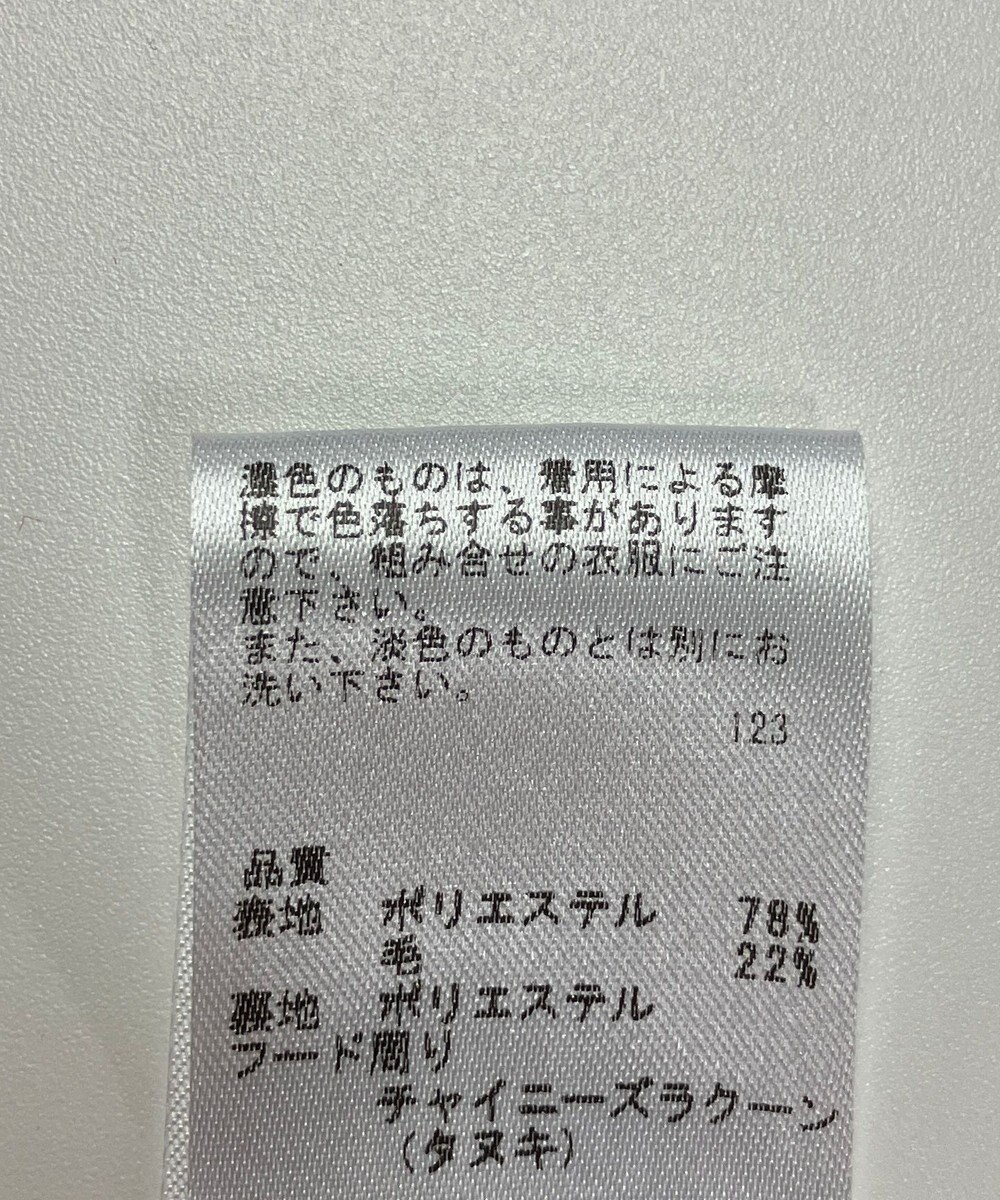 濃色のものは、着用による摩
擦で色落ちする事があります
ので、組み合せの衣服にご注
意下さい。
また、淡色のものとは別にお
洗い下さい。
123
品質
表地 ポリエステル 78%
毛 22%
裏地 ポリエステル
フード周り
チャイニーズラクーン
(タヌキ)